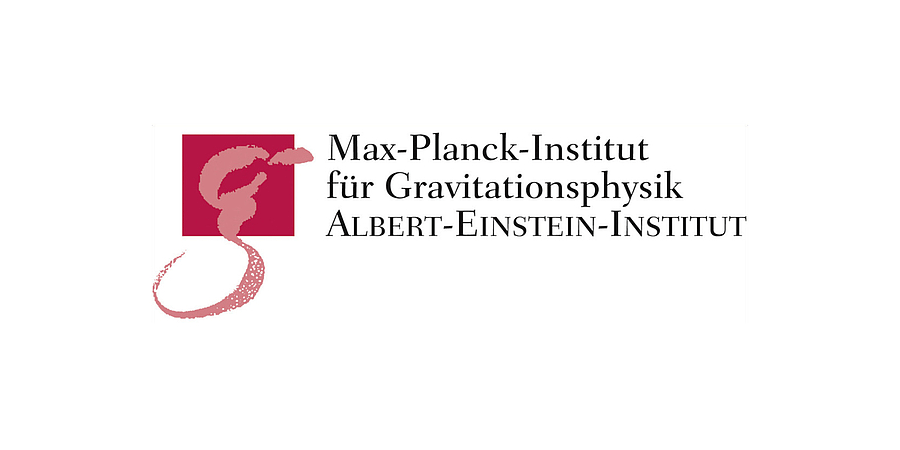 Max-Planck-Institut
für Gravitationsphysik
ALBERT-EINSTEIN-INSTITUT